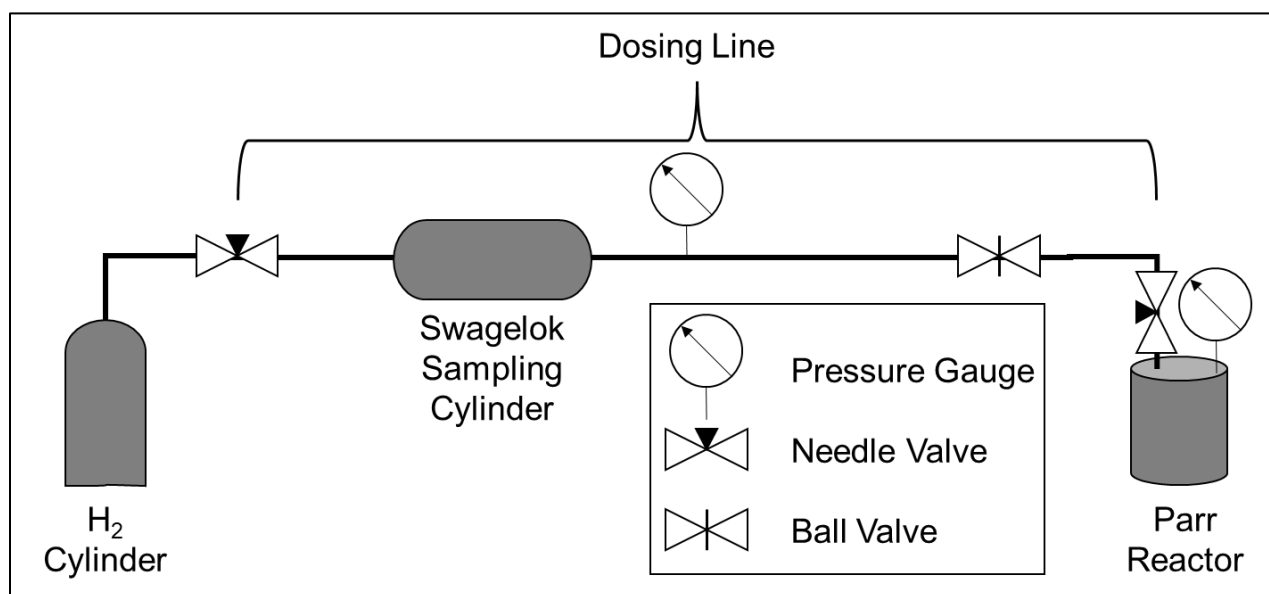 Dosing Line
Swagelok
Sampling
Cylinder
H₂
Cylinder
Pressure Gauge
Needle Valve
Ball Valve
Parr
Reactor